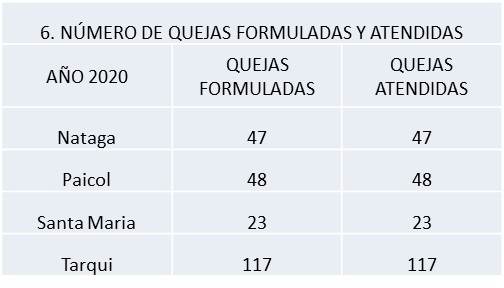 6. NÚMERO DE QUEJAS FORMULADAS Y ATENDIDAS
AÑO 2020 QUEJAS FORMULADAS QUEJAS ATENDIDAS
Nataga 47 47
Paicol 48 48
Santa Maria 23 23
Tarqui 117 117